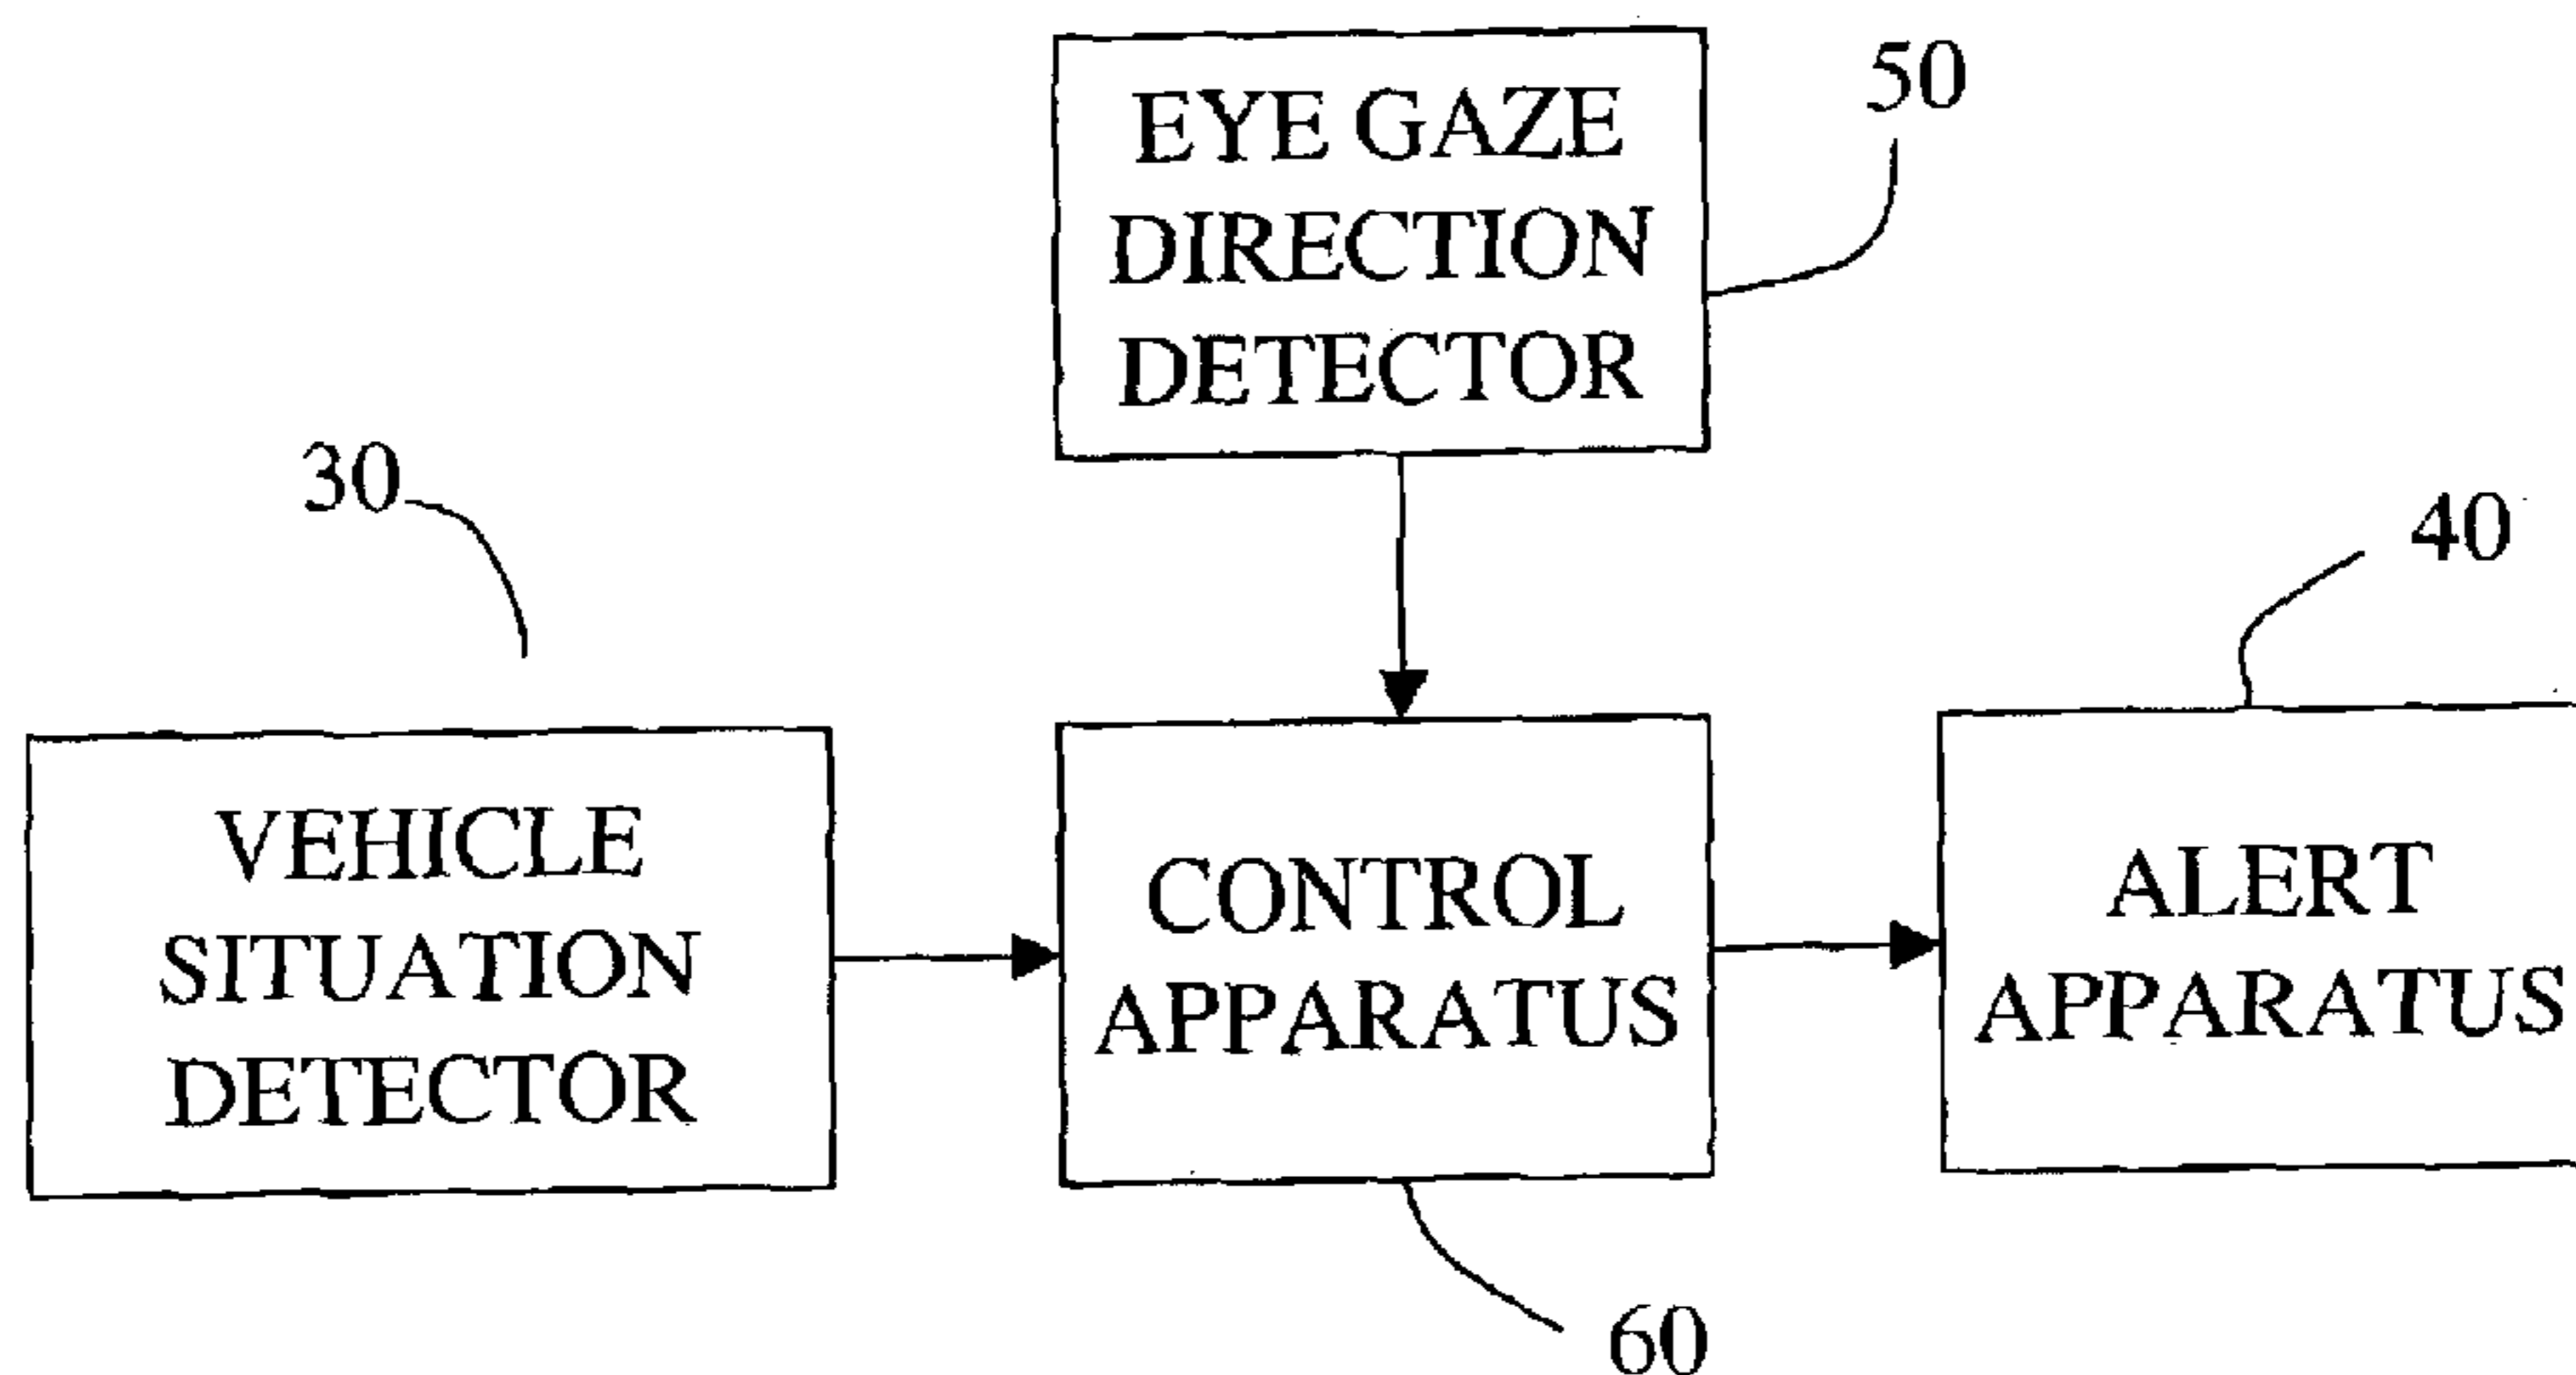 EYE GAZE
DIRECTION
DETECTOR
50
30
40
VEHICLE
SITUATION
DETECTOR
CONTROL
APPARATUS
ALERT
APPARATUS
60